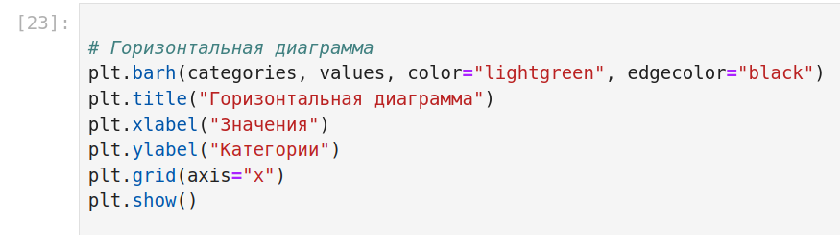 [23]:
# Горизонтальная диаграмма
plt.barh(categories, values, color="lightgreen", edgecolor="black")
plt.title("Горизонтальная диаграмма")
plt.xlabel("Значения")
plt.ylabel("Категории")
plt.grid(axis="x")
plt.show()